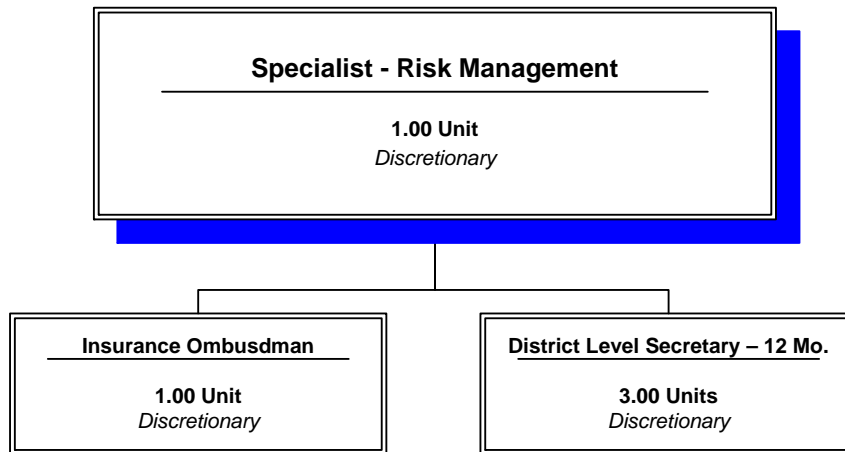 Specialist - Risk Management
1.00 Unit
Discretionary
Insurance Ombusdman
1.00 Unit
Discretionary
District Level Secretary – 12 Mo.
3.00 Units
Discretionary